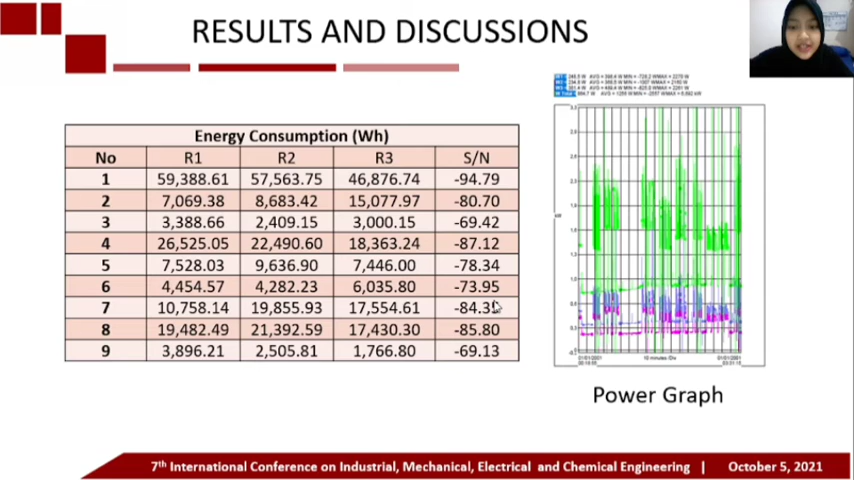 RESULTS AND DISCUSSIONS
Energy Consumption (Wh)
No R1 R2 R3 S/N
1 59,388.61 57,563.75 46,876.74 -94.79
2 7,069.38 8,683.42 15,077.97 -80.70
3 3,388.66 2,409.15 3,000.15 -69.42
4 26,525.05 22,490.60 18,363.24 -87.12
5 7,528.03 9,636.90 7,446.00 -78.34
6 4,454.57 4,282.23 6,035.80 -73.95
7 10,758.14 19,855.93 17,554.61
8 19,482.49 21,392.59 17,430.30 -85.80
9 3,896.21 2,505.81 1,766.80 -69.13
10 minutes /Div
Power Graph
7th International Conference on Industrial, Mechanical, Electrical and Chemical Engineering | October 5, 2021